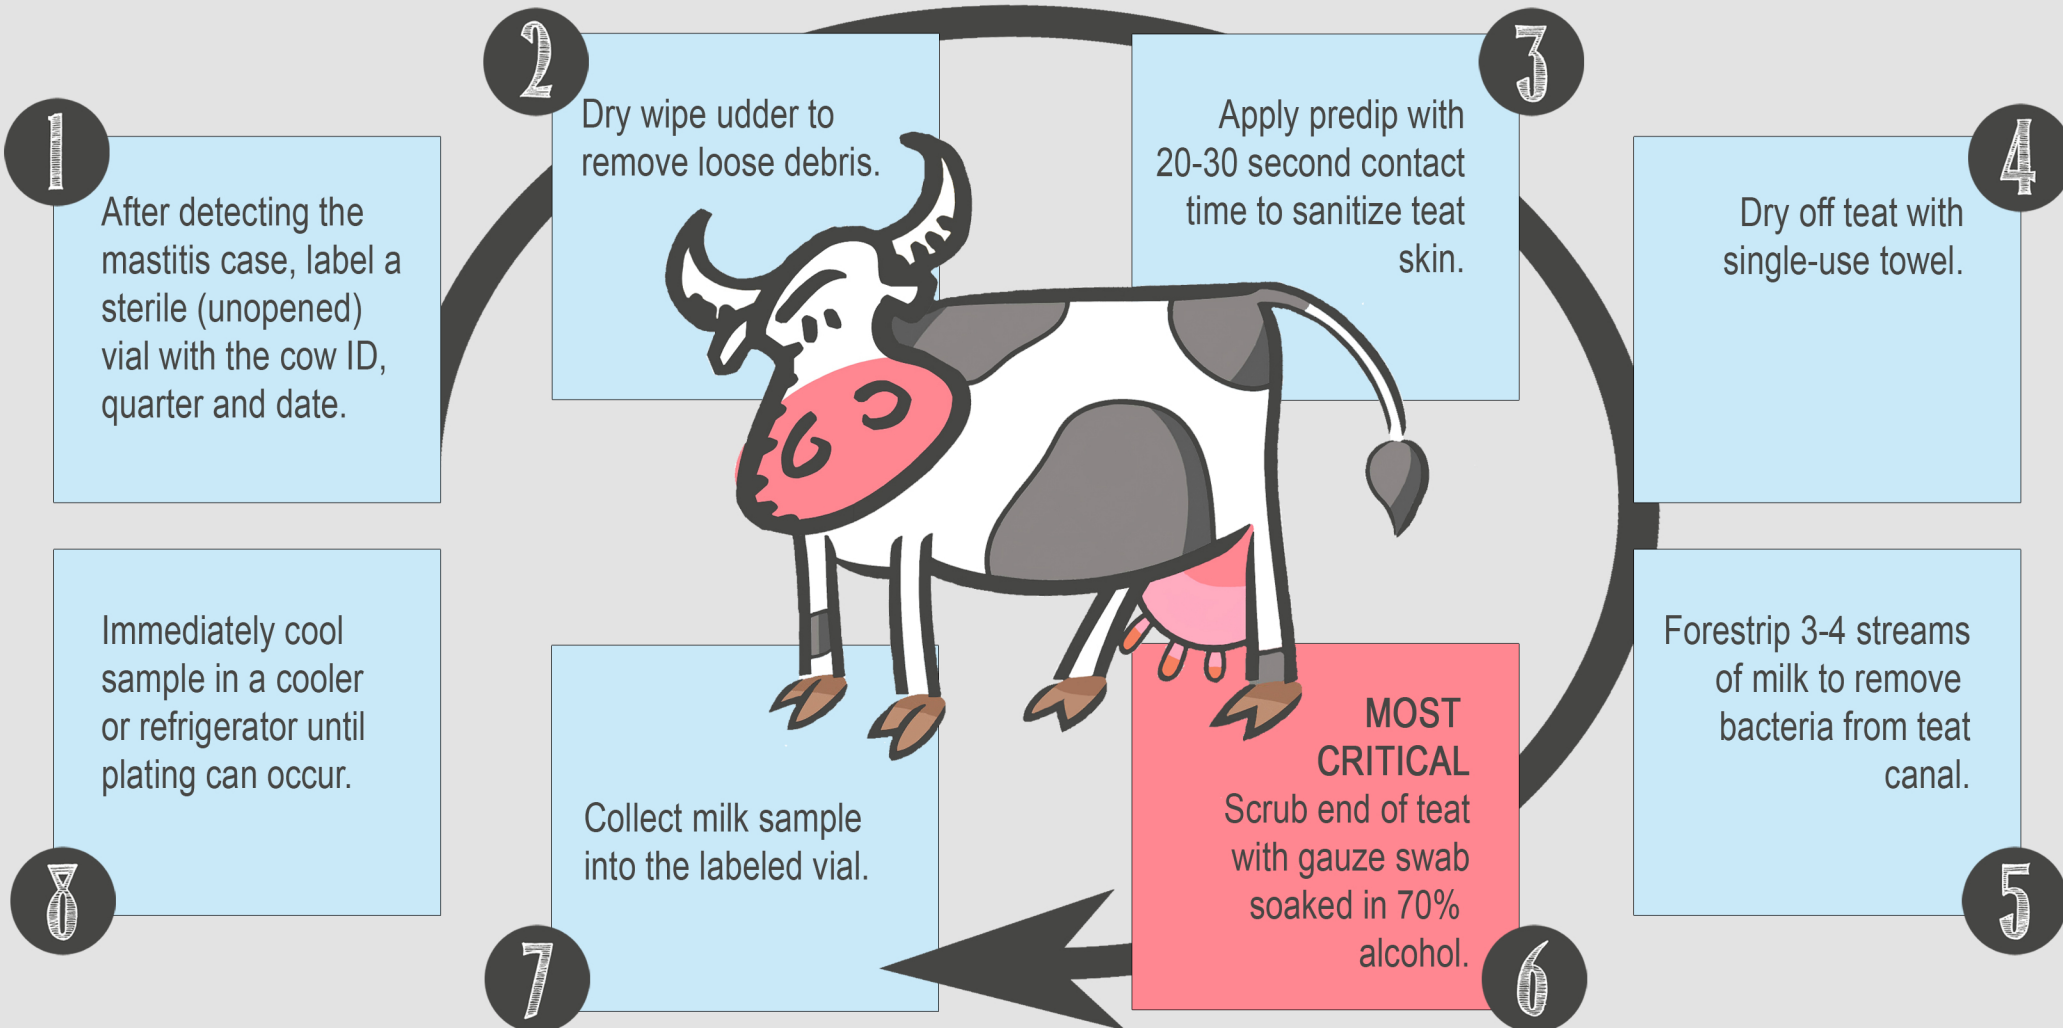 1
After detecting the
mastitis case, label a
sterile (unopened)
vial with the cow ID,
quarter and date.
2
Dry wipe udder to
remove loose debris.
3
Apply predip with
20-30 second contact
time to sanitize teat
skin.
4
Dry off teat with
single-use towel.
5
Forestrip 3-4 streams
of milk to remove
bacteria from teat
canal.
6
MOST
CRITICAL
Scrub end of teat
with gauze swab
soaked in 70%
alcohol.
7
Collect milk sample
into the labeled vial.
8
Immediately cool
sample in a cooler
or refrigerator until
plating can occur.